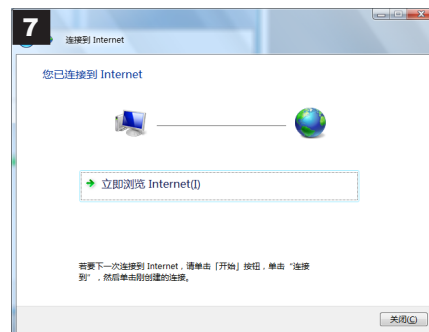 7
连接到 Internet
您已连接到 Internet
立即浏览 Internet(I)
若要下一次连接到 Internet，请单击「开始」按钮，单击“连接
到”，然后单击刚创建的连接。
关闭(C)